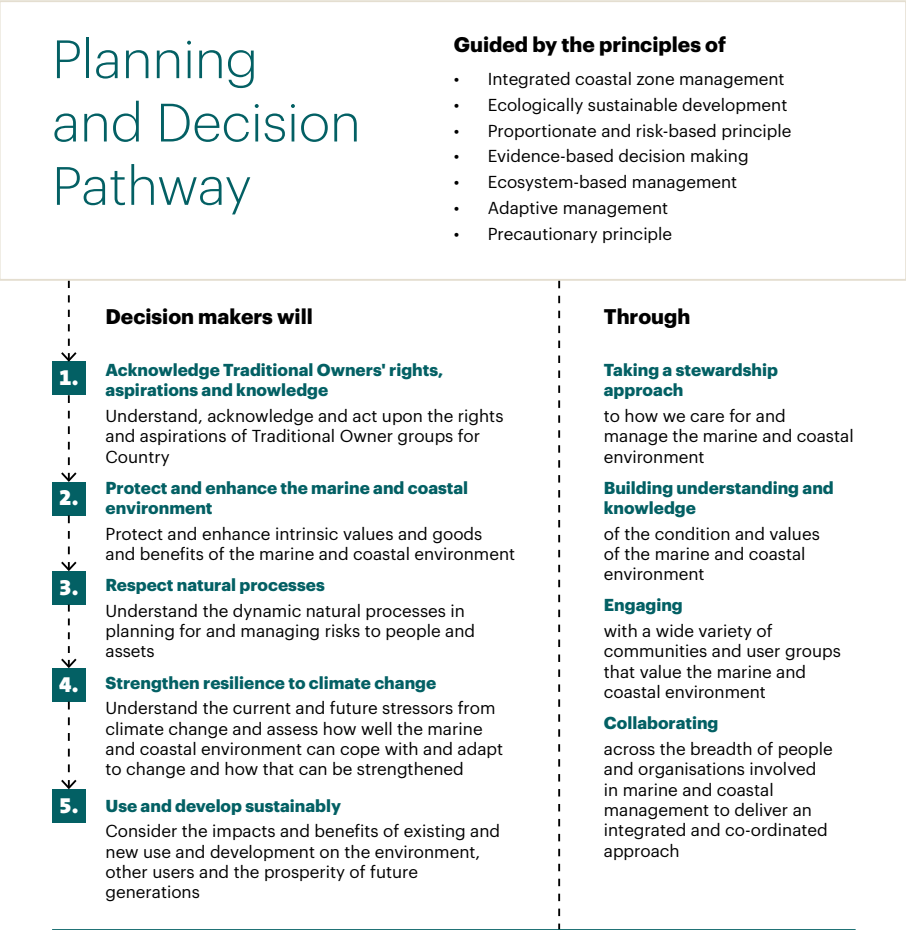 Planning
and Decision
Pathway
Guided by the principles of
• Integrated coastal zone management
• Ecologically sustainable development
• Proportionate and risk-based principle
• Evidence-based decision making
• Ecosystem-based management
• Adaptive management
• Precautionary principle
Decision makers will
1. Acknowledge Traditional Owners' rights,
aspirations and knowledge
Understand, acknowledge and act upon the rights
and aspirations of Traditional Owner groups for
Country
2. Protect and enhance the marine and coastal
environment
Protect and enhance intrinsic values and goods
and benefits of the marine and coastal environment
3. Respect natural processes
Understand the dynamic natural processes in
planning for and managing risks to people and
assets
4. Strengthen resilience to climate change
Understand the current and future stressors from
climate change and assess how well the marine
and coastal environment can cope with and adapt
to change and how that can be strengthened
5. Use and develop sustainably
Consider the impacts and benefits of existing and
new use and development on the environment,
other users and the prosperity of future
generations
Through
Taking a stewardship
approach
to how we care for and
manage the marine and coastal
environment
Building understanding and
knowledge
of the condition and values
of the marine and coastal
environment
Engaging
with a wide variety of
communities and user groups
that value the marine and
coastal environment
Collaborating
across the breadth of people
and organisations involved
in marine and coastal
management to deliver an
integrated and co-ordinated
approach